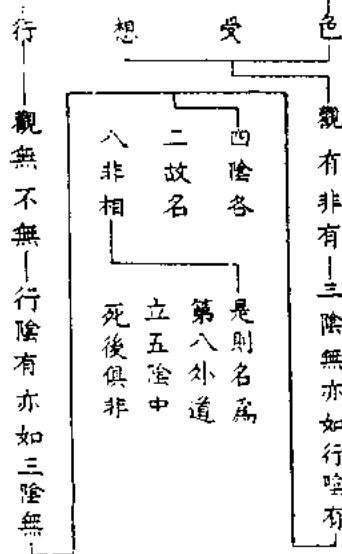 色 受 想 行
觀有非有—三陰無亦如行陰有
觀無不無—行陰有亦如三陰無
四陰各
二故名
八非相
是則名為
第八外道
立五陰中
死後俱非